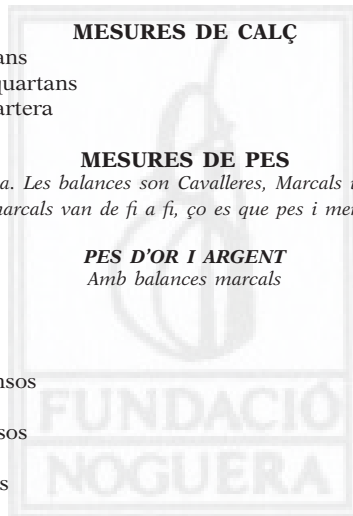 MESURES DE CALÇ
ans
quartans
artera
MESURES DE PES
a. Les balances son Cavalleres, Marcals i
marcals van de fi a fi, ço es que pes i mer
PES D'OR I ARGENT
Amb balances marcals
nsos
sos
s
FUNDACIÓ
NOGUERA